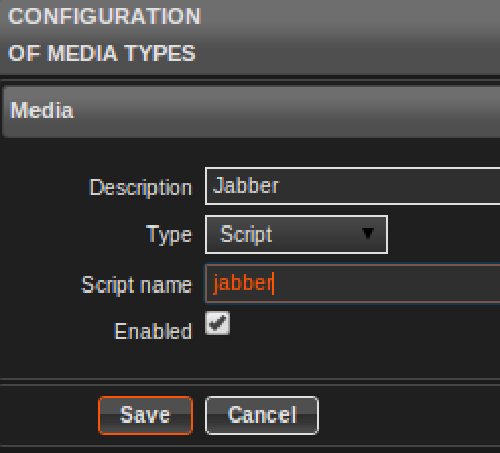 CONFIGURATION
OF MEDIA TYPES
Media
Description Jabber
Type Script
Script name jabber
Enabled
Save Cancel